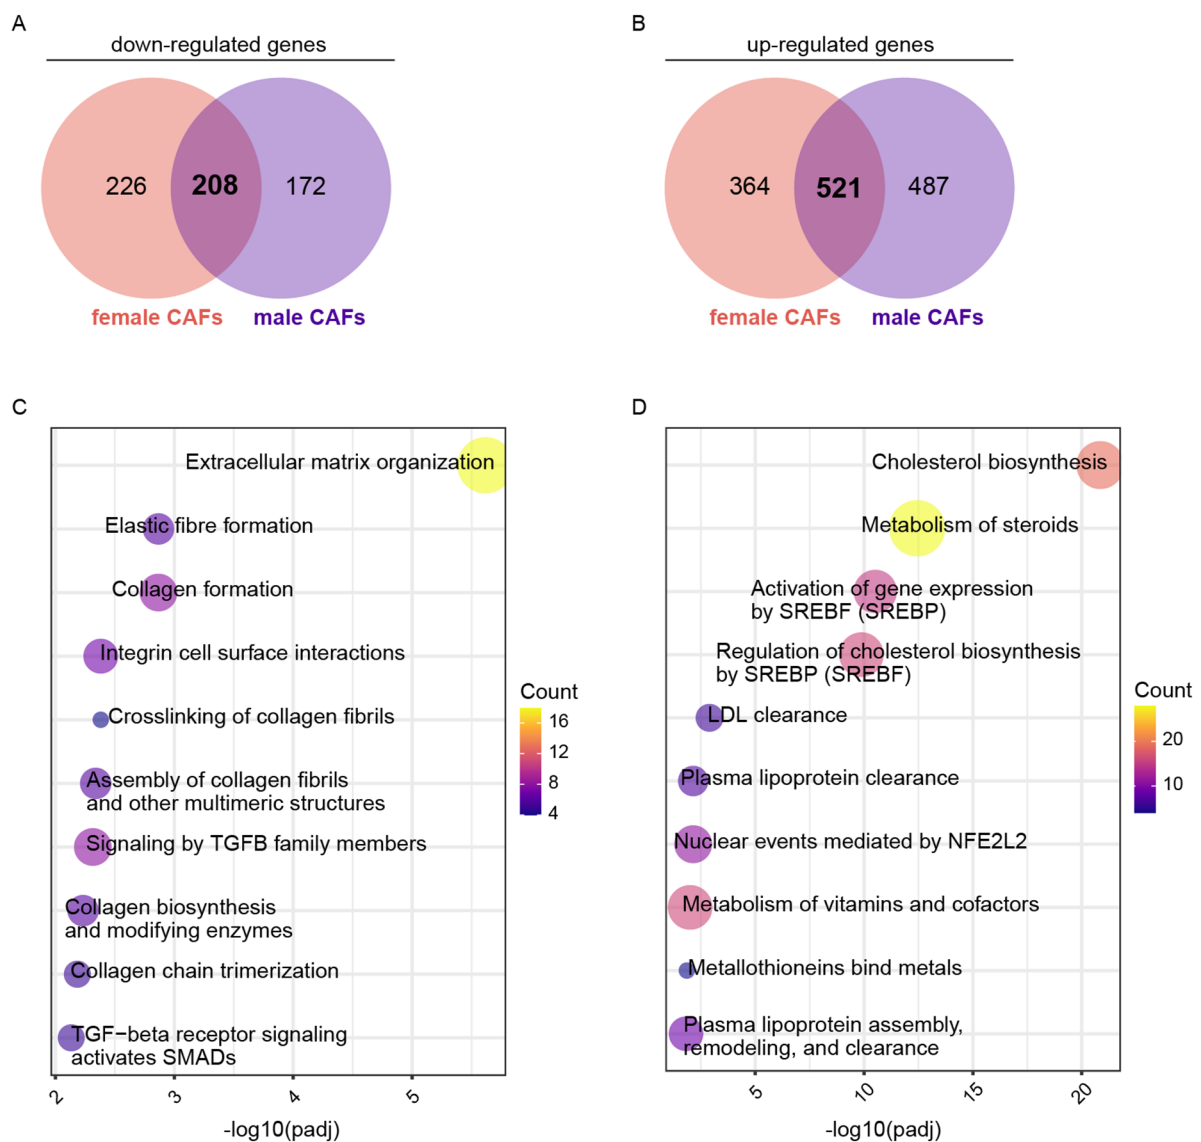 A
down-regulated genes
226
208
172
female CAFs
male CAFs
B
up-regulated genes
364
521
487
female CAFs
male CAFs
C
Extracellular matrix organization
Elastic fibre formation
Collagen formation
Integrin cell surface interactions
Crosslinking of collagen fibrils
Assembly of collagen fibrils
and other multimeric structures
Signaling by TGFB family members
Collagen biosynthesis
and modifying enzymes
Collagen chain trimerization
TGF−beta receptor signaling
activates SMADs
2
3
4
5
-log10(padj)
Count
16
12
8
4
D
Cholesterol biosynthesis
Metabolism of steroids
Activation of gene expression
by SREBF (SREBP)
Regulation of cholesterol biosynthesis
by SREBP (SREBF)
LDL clearance
Plasma lipoprotein clearance
Nuclear events mediated by NFE2L2
Metabolism of vitamins and cofactors
Metallothioneins bind metals
Plasma lipoprotein assembly,
remodeling, and clearance
5
10
15
20
-log10(padj)
Count
20
10